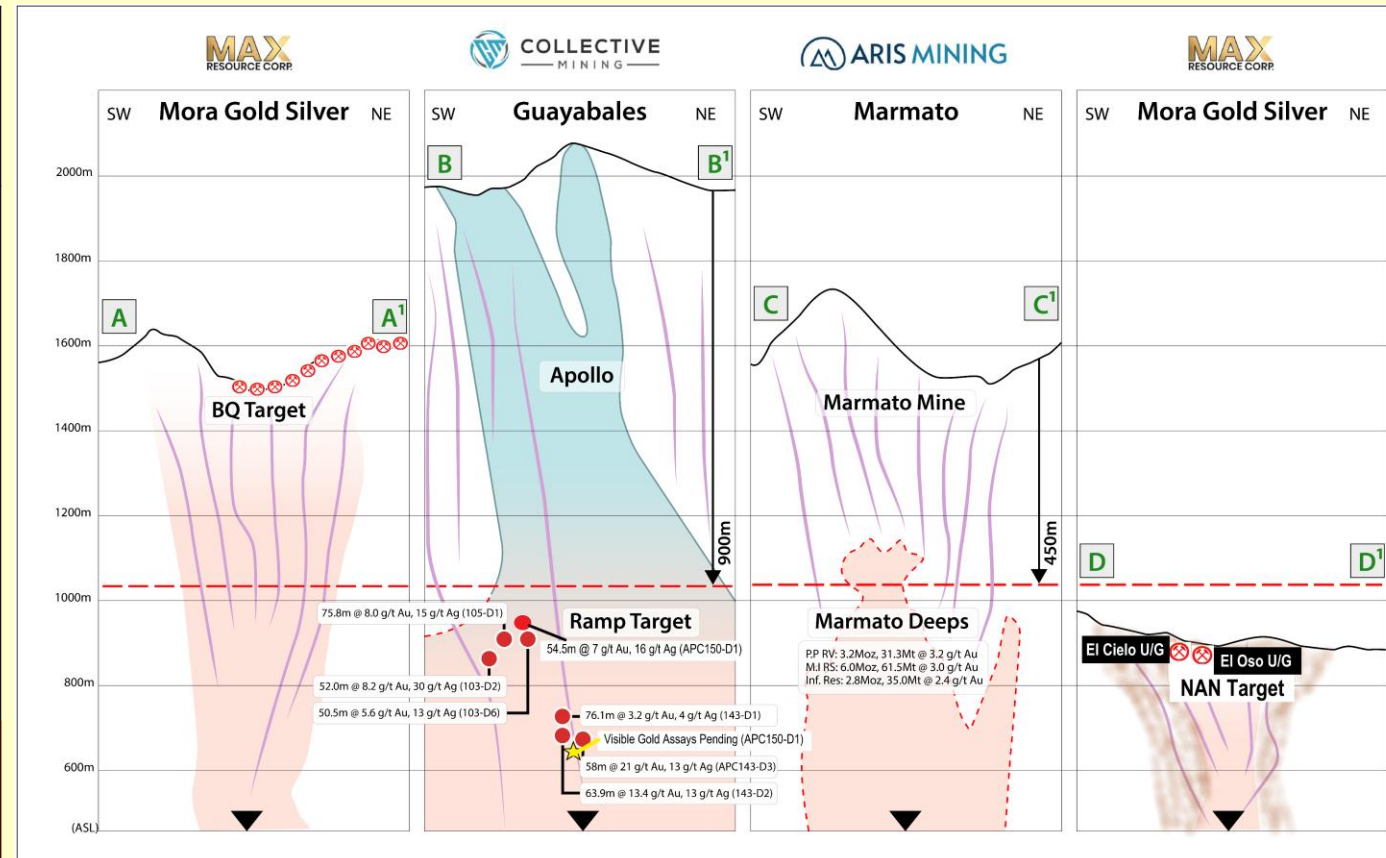 MAX
RESOURCE CORP.
COLLECTIVE
MINING
ARIS MINING
MAX
RESOURCE CORP.
SW Mora Gold Silver NE
SW Guayabales NE
SW Marmato NE
SW Mora Gold Silver NE
2000m
1800m
1600m
1400m
1200m
1000m
800m
600m
(ASL)
A
A¹
BQ Target
B
B¹
Apollo
900m
Ramp Target
75.8m @ 8.0 g/t Au, 15 g/t Ag (105-D1)
54.5m @ 7 g/t Au, 16 g/t Ag (APC150-D1)
52.0m @ 8.2 g/t Au, 30 g/t Ag (103-D2)
50.5m @ 5.6 g/t Au, 13 g/t Ag (103-D6)
76.1m @ 3.2 g/t Au, 4 g/t Ag (143-D1)
Visible Gold Assays Pending (APC150-D1)
58m @ 21 g/t Au, 13 g/t Ag (APC143-D3)
63.9m @ 13.4 g/t Au, 13 g/t Ag (143-D2)
C
C¹
Marmato Mine
450m
Marmato Deeps
P.P RV: 3.2Moz, 31.3Mt @ 3.2 g/t Au
M.I RS: 6.0Moz, 61.5Mt @ 3.0 g/t Au
Inf. Res: 2.8Moz, 35.0Mt @ 2.4 g/t Au
D
D¹
El Cielo U/G
El Oso U/G
NAN Target